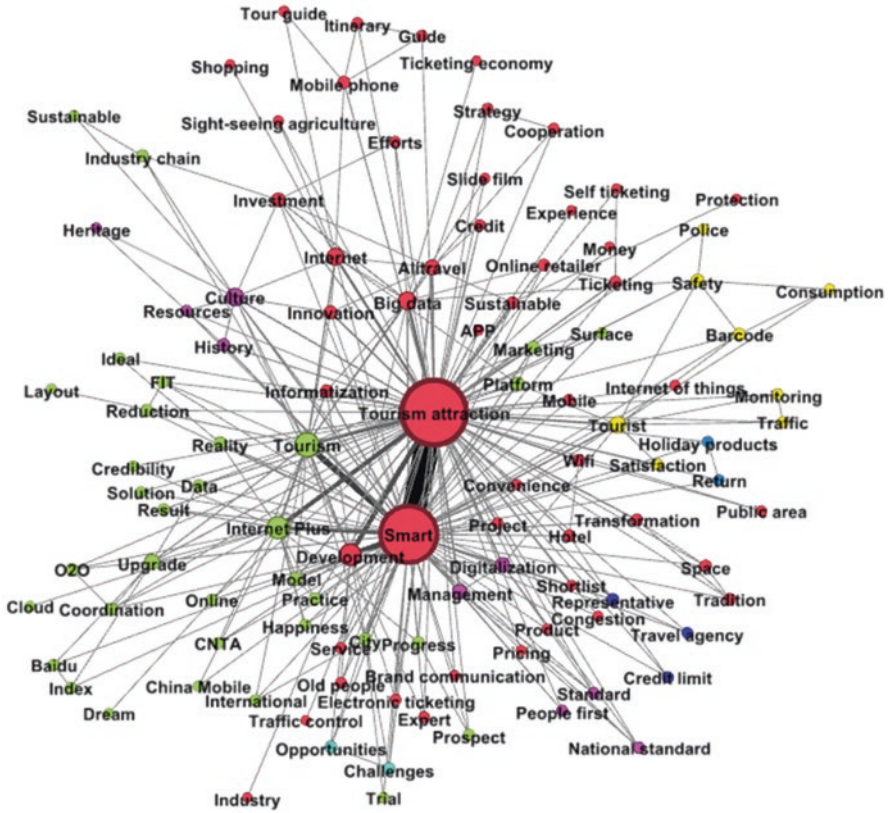 Tour guide
Itinerary
Guide
Shopping
Ticketing economy
Mobile phone
Sustainable
Strategy
Sight-seeing agriculture
Cooperation
Efforts
Industry chain
Slide film
Self ticketing
Investment
Protection
Experience
Heritage
Credit
Police
Money
Internet
Alitravel
Online retailer
Safety
Ticketing
Consumption
Culture
Big data
Sustainable
Resources
Innovation
APP
Surface
Barcode
History
Marketing
Ideal
FIT
Platform
Internet of things
Layout
Informatization
Mobile
Monitoring
Reduction
Tourism attraction
Tourist
Traffic
Reality
Tourism
Holiday products
Credibility
Wifi
Satisfaction
Data
Convenience
Return
Solution
Result
Public area
Internet Plus
Smart
Project
Transformation
Hotel
Development
O2O
Upgrade
Digitalization
Space
Model
Shortlist
Cloud
Coordination
Online
Practice
Management
Representative
Tradition
Congestion
Happiness
Product
Travel agency
CNTA
Service
City
Progress
Pricing
Baidu
Brand communication
Credit limit
Index
China Mobile
Old people
International
Electronic ticketing
Standard
Dream
Traffic control
Expert
People first
Prospect
Opportunities
National standard
Challenges
Industry
Trial